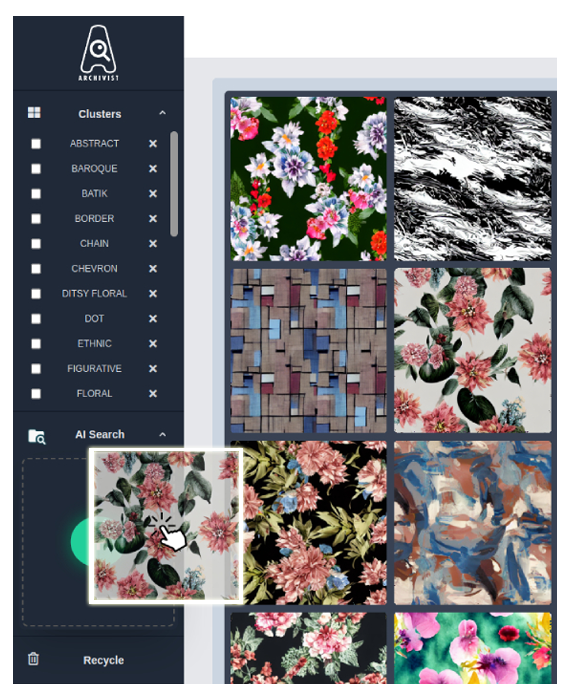 ARCHIVIST
Clusters
ABSTRACT
BAROQUE
BATIK
BORDER
CHAIN
CHEVRON
DITSY FLORAL
DOT
ETHNIC
FIGURATIVE
FLORAL
AI Search
Recycle